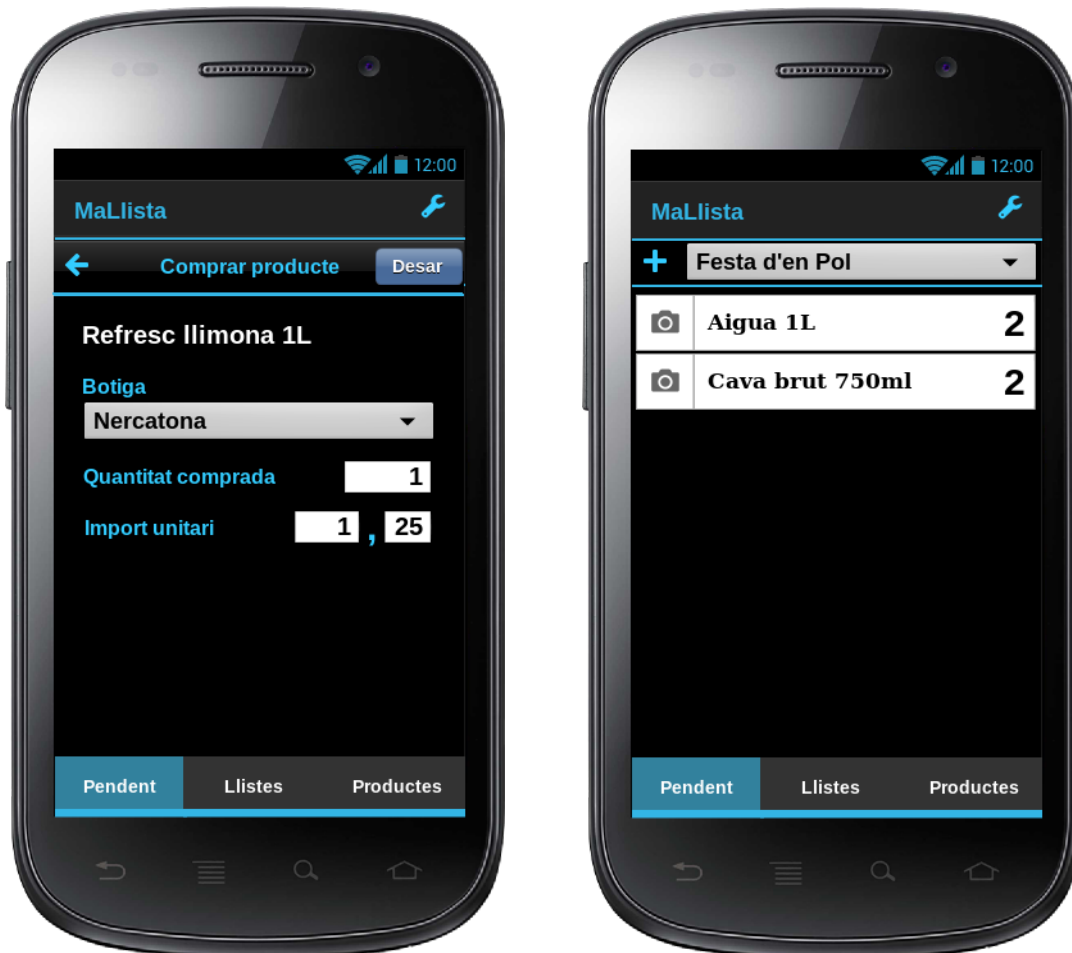 12:00
MaLlista
Comprar producte Desar
Refresc llimona 1L
Botiga
Nercatona
Quantitat comprada 1
Import unitari 1 , 25
Pendent Llistes Productes
12:00
MaLlista
Festa d'en Pol
Aigua 1L 2
Cava brut 750ml 2
Pendent Llistes Productes